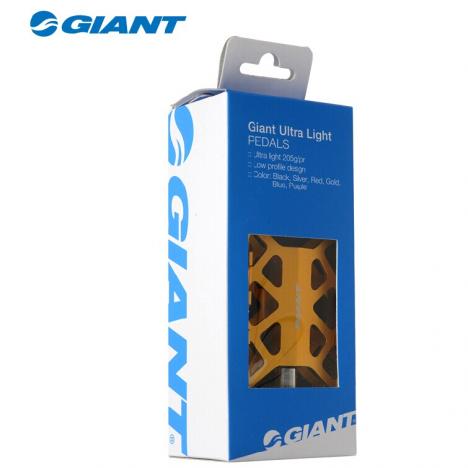 GIANT
Giant Ultra Light
PEDALS
:: Ultra light 205g/pr
:: Low profile design
:: Color: Black, Silver, Red, Gold,
Blue, Purple
GIANT
GIANT®
GIANT